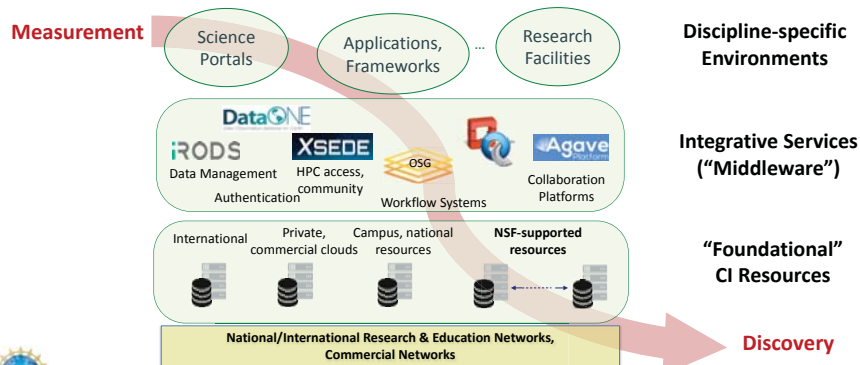 Measurement
Science
Portals
Applications,
Frameworks
...
Research
Facilities
Discipline-specific
Environments
DataONE
iRODS
XSEDE
OSG
Agave
Platform
Data Management
HPC access,
community
Collaboration
Platforms
Authentication
Workflow Systems
Integrative Services
(“Middleware”)
International
Private,
commercial clouds
Campus, national
resources
NSF-supported
resources
“Foundational”
CI Resources
National/International Research & Education Networks,
Commercial Networks
Discovery